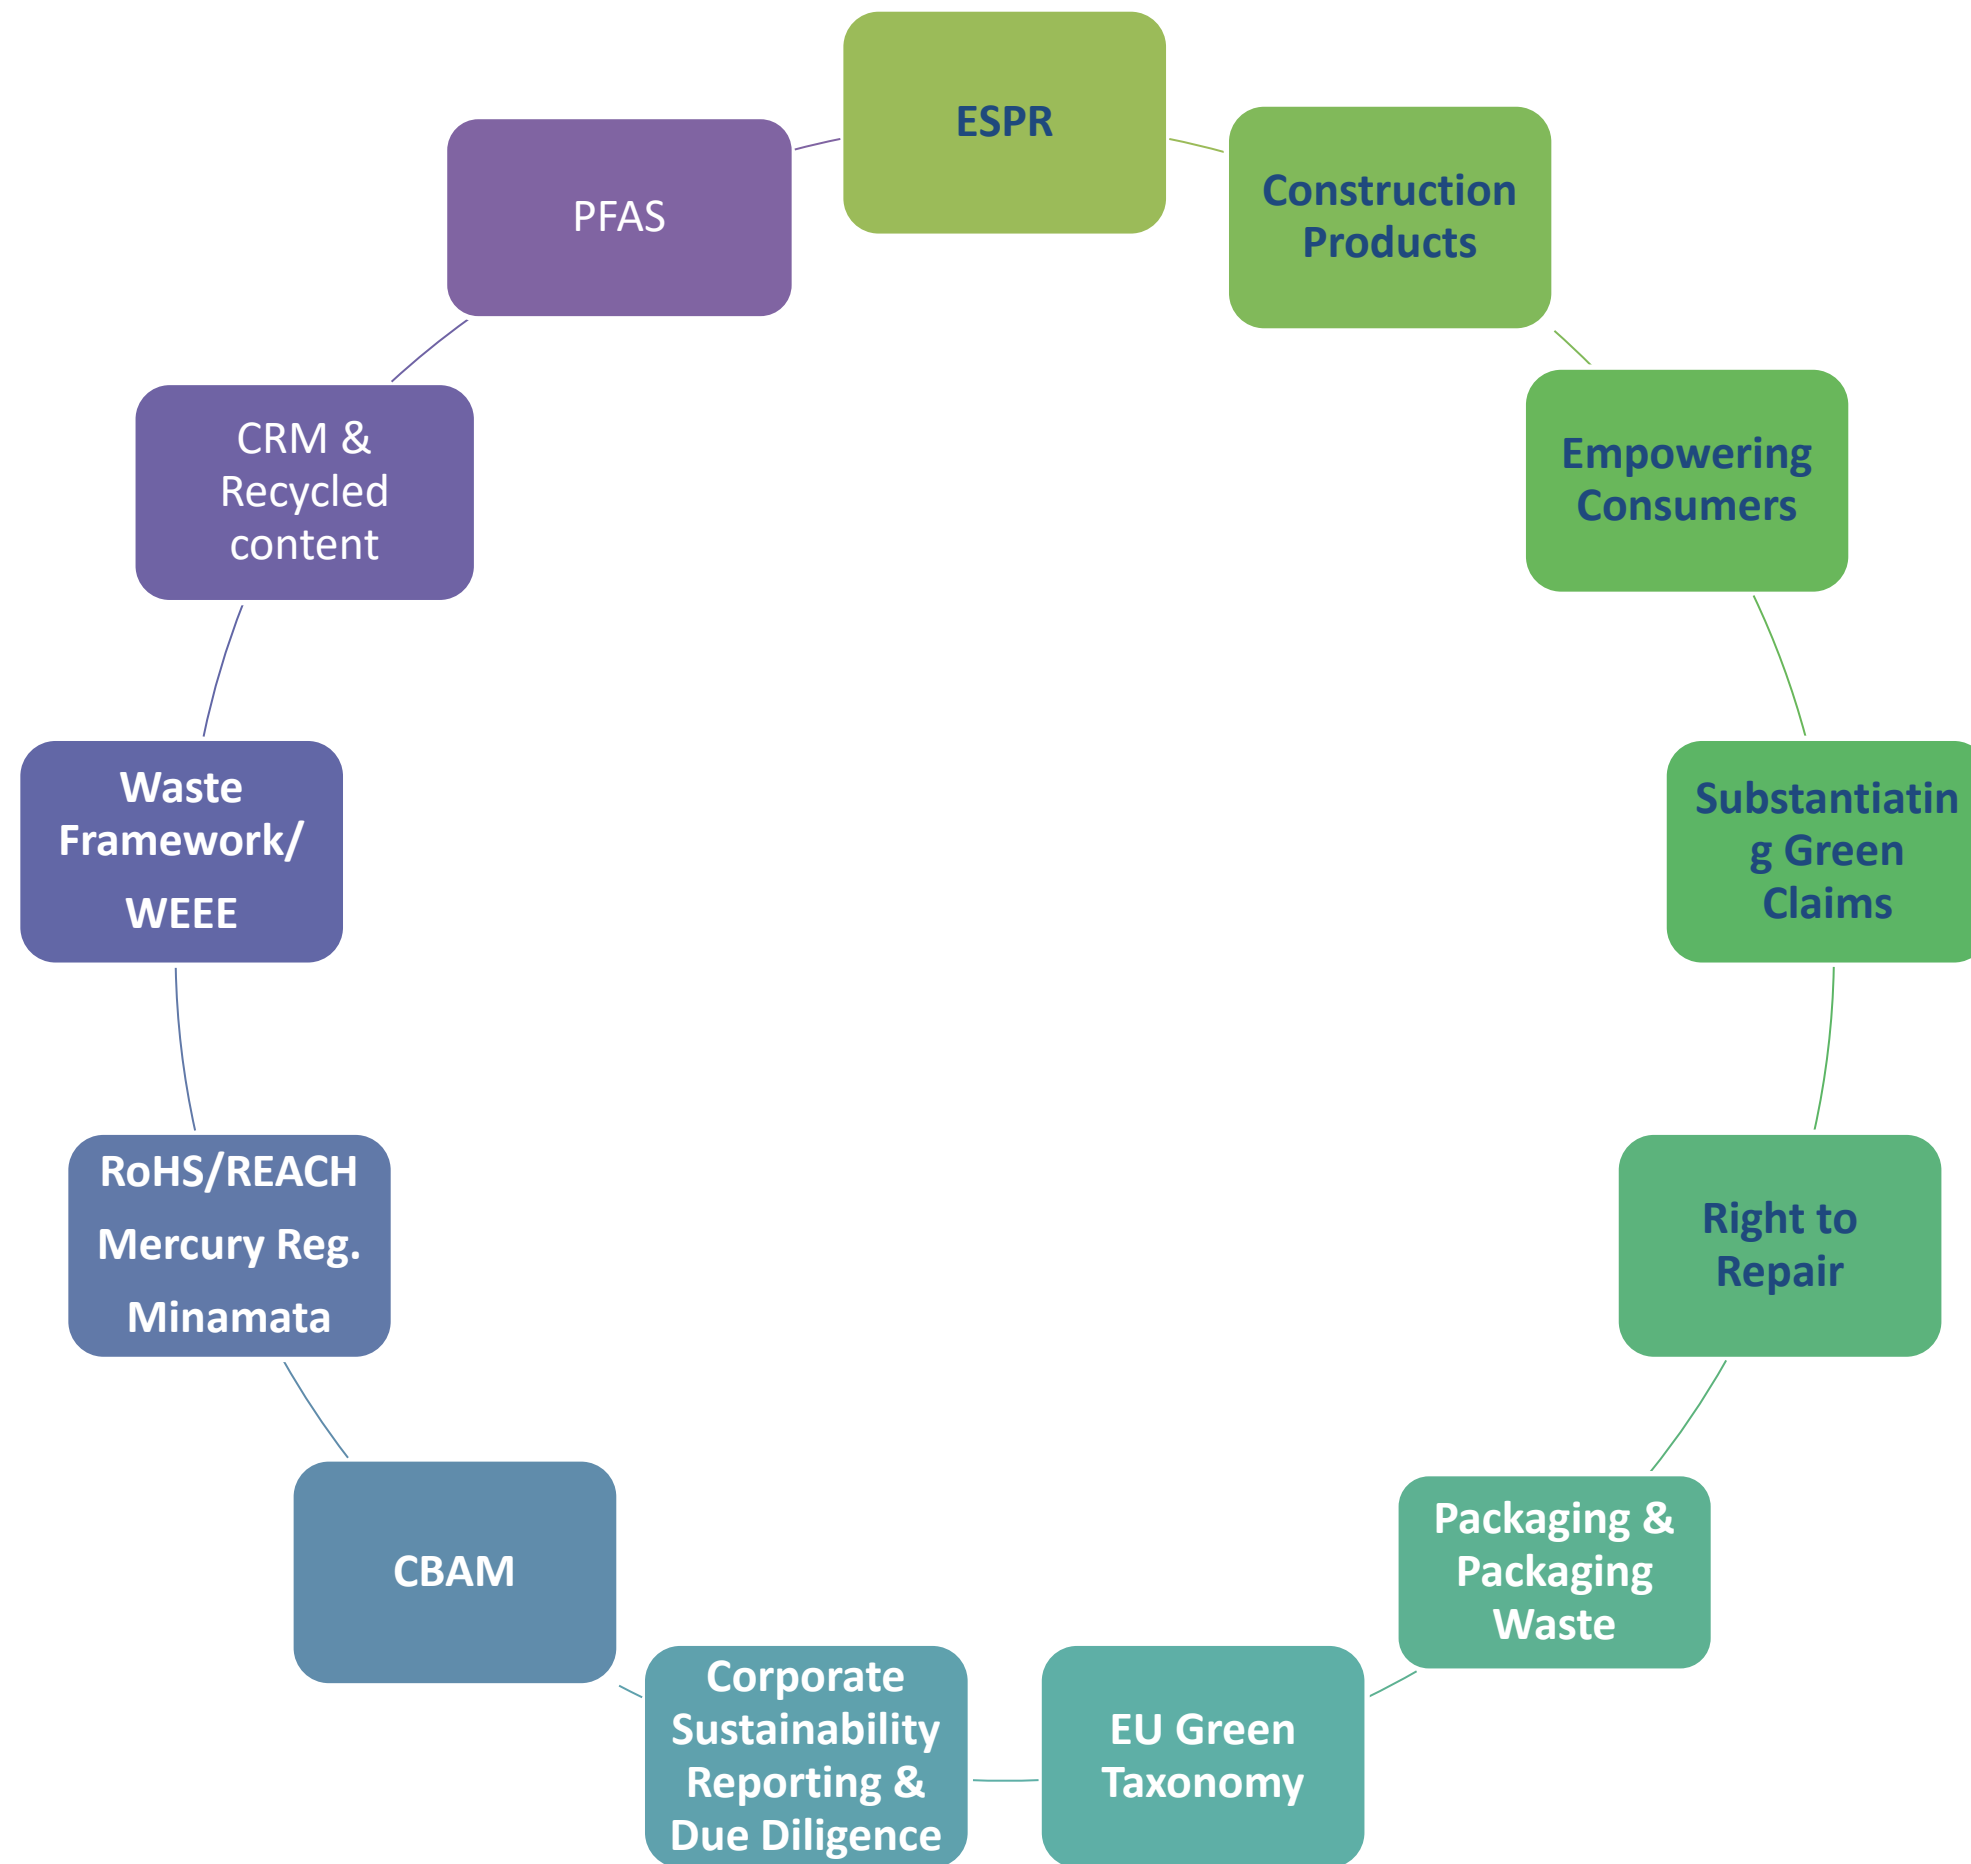 ESPR
Construction
Products
Empowering
Consumers
Substantiatin
g Green
Claims
Right to
Repair
Packaging &
Packaging
Waste
EU Green
Taxonomy
Corporate
Sustainability
Reporting &
Due Diligence
CBAM
RoHS/REACH
Mercury Reg.
Minamata
Waste
Framework/
WEEE
CRM &
Recycled
content
PFAS